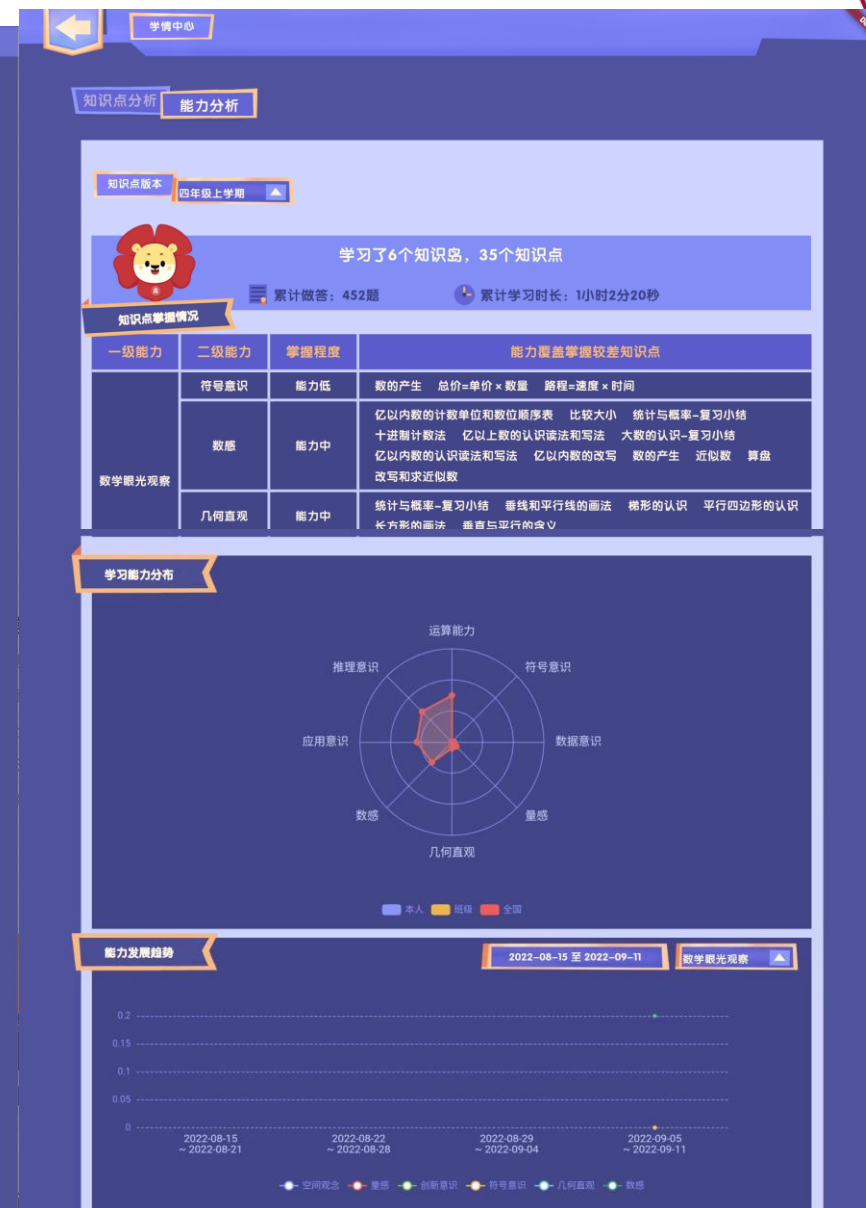 学情中心
知识点分析
能力分析
知识点版本
四年级上学期
学习了6个知识岛，35个知识点
累计做答：452题
累计学习时长：1小时2分20秒
知识点掌握情况
一级能力 二级能力 掌握程度 能力覆盖掌握较差知识点
数学眼光观察
符号意识 能力低 数的产生 总价=单价×数量 路程=速度×时间
数感 能力中
亿以内数的计数单位和数位顺序表 比较大小 统计与概率-复习小结
十进制计数法 亿以上数的认识读法和写法 大数的认识-复习小结
亿以内数的认识读法和写法 亿以内数的改写 数的产生 近似数 算盘
改写和求近似数
几何直观 能力中
统计与概率-复习小结 垂线和平行线的画法 梯形的认识 平行四边形的认识
长方形的画法 垂直与平行的含义
学习能力分布
运算能力
推理意识
符号意识
应用意识
数据意识
数感
量感
几何直观
本人 班级 全国
能力发展趋势
2022-08-15 至 2022-09-11
数学眼光观察
0.2
0.15
0.1
0.05
0
2022-08-15 2022-08-22 2022-08-29 2022-09-05
~ 2022-08-21 ~ 2022-08-28 ~ 2022-09-04 ~ 2022-09-11
空间观念 量感 创新意识 符号意识 几何直观 数感